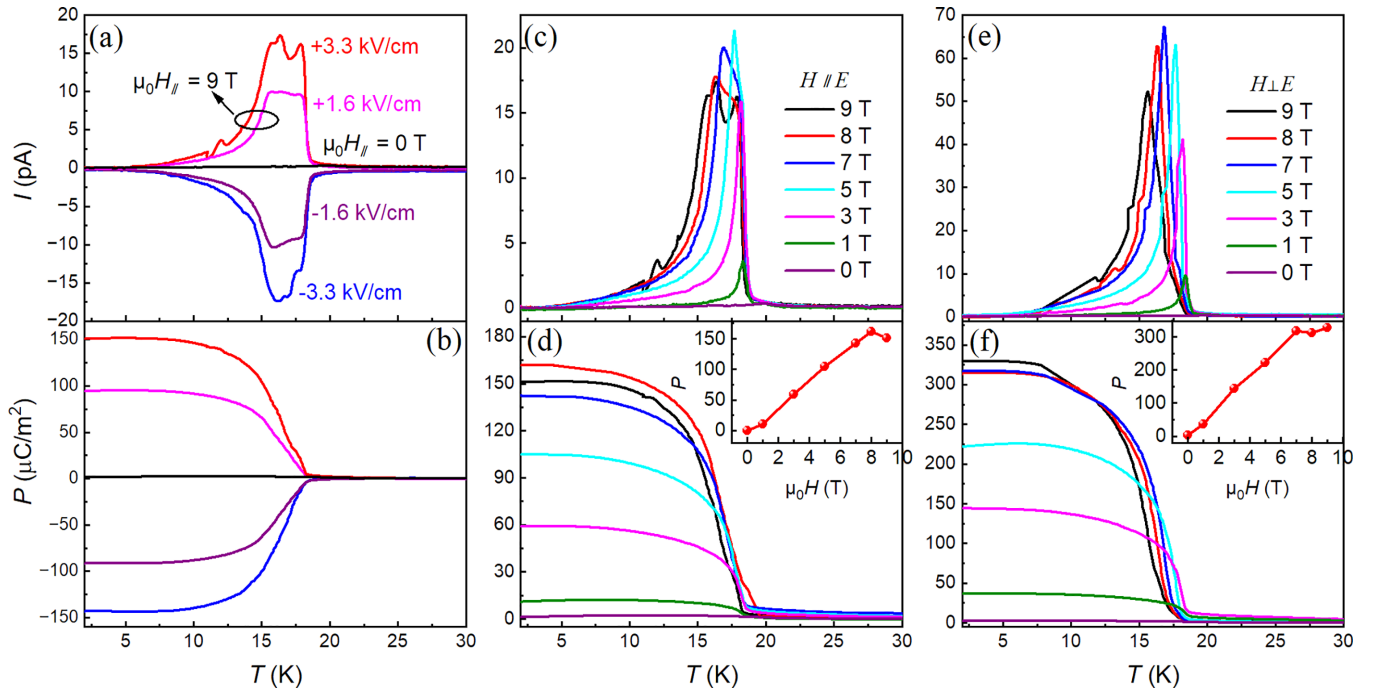 (a)
I (pA)
20
15
10
5
0
−5
−10
−15
−20
+3.3 kV/cm
μ₀H∥ = 9 T
+1.6 kV/cm
μ₀H∥ = 0 T
-1.6 kV/cm
-3.3 kV/cm
(b)
P (μC/m²)
150
100
50
0
−50
−100
−150
5 10 15 20 25 30
T (K)
(c)
20
15
10
5
0
H∥E
9 T
8 T
7 T
5 T
3 T
1 T
0 T
(d)
180
150
120
90
60
30
0
P
150
100
50
0
0 2 4 6 8 10
μ₀H (T)
5 10 15 20 25 30
T (K)
(e)
70
60
50
40
30
20
10
0
H⊥E
9 T
8 T
7 T
5 T
3 T
1 T
0 T
(f)
350
300
250
200
150
100
50
0
P
300
200
100
0
0 2 4 6 8 10
μ₀H (T)
5 10 15 20 25 30
T (K)